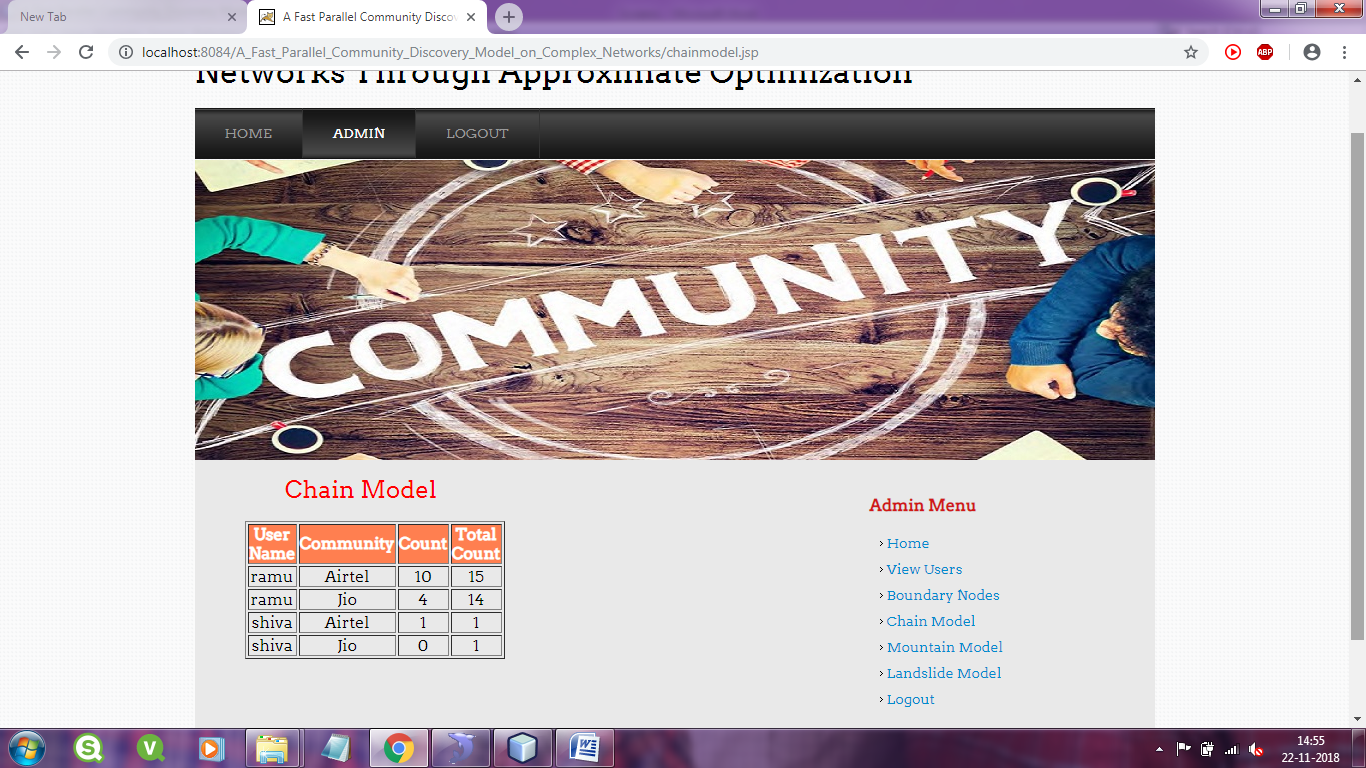 New Tab
A Fast Parallel Community Disco
localhost:8084/A_Fast_Parallel_Community_Discovery_Model_on_Complex_Networks/chainmodel.jsp
ABP
Networks Through Approximate Optimization
HOME ADMIN LOGOUT
COMMUNITY
Chain Model
User Name Community Count Total Count
ramu Airtel 10 15
ramu Jio 4 14
shiva Airtel 1 1
shiva Jio 0 1
Admin Menu
Home
View Users
Boundary Nodes
Chain Model
Mountain Model
Landslide Model
Logout
14:55
22-11-2018